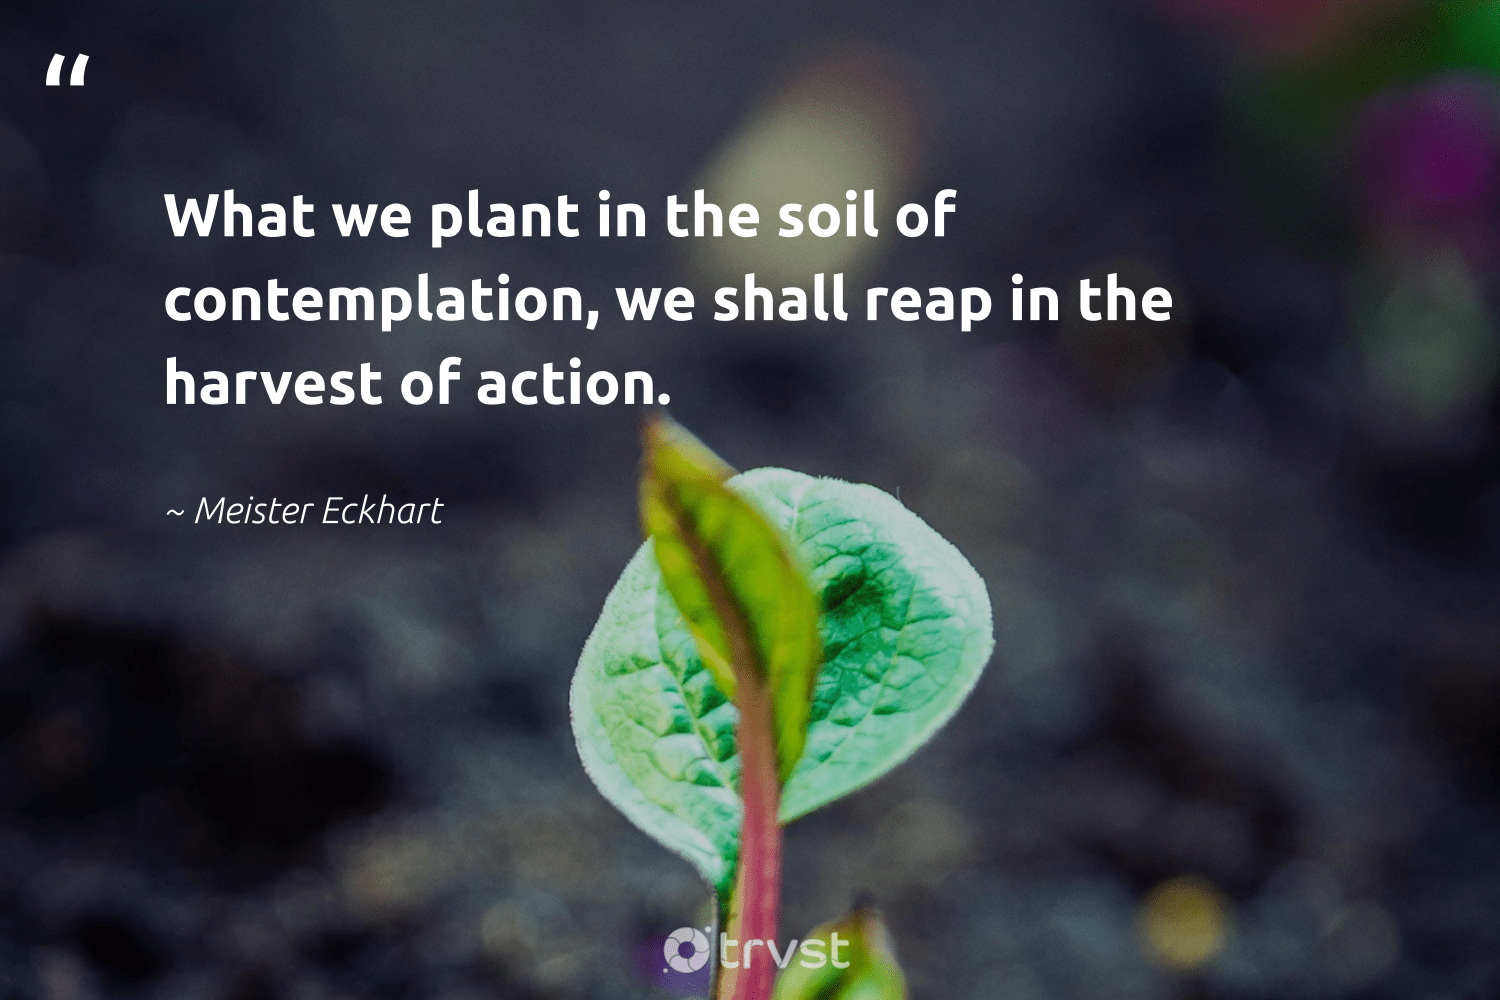 “
What we plant in the soil of
contemplation, we shall reap in the
harvest of action.
~ Meister Eckhart
trvst